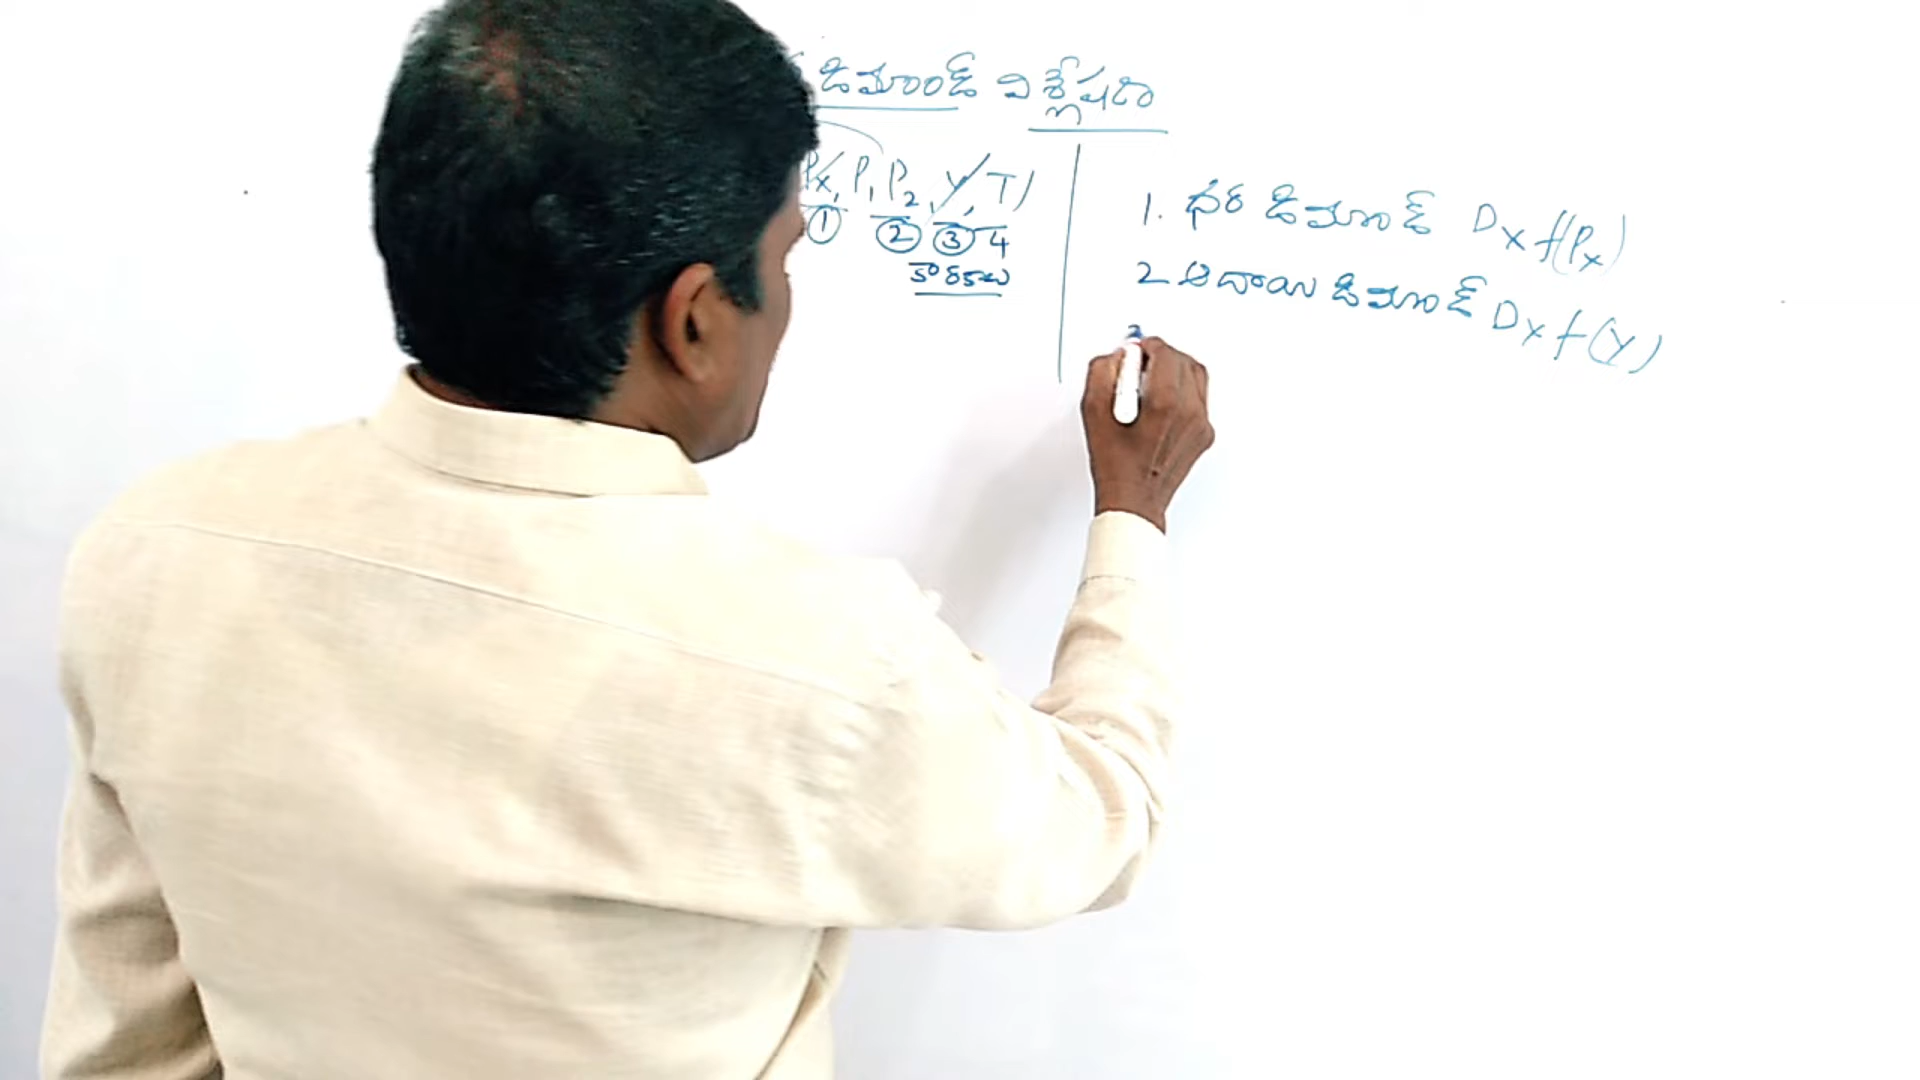 డిమాండ్ విశ్లేషణ
Px, P1 P2, Y, T)
① ② ③ 4
కారకాలు
1. ధర డిమాండ్ Dx f(Px)
2 ఆదాయ డిమాండ్ Dx f(Y)